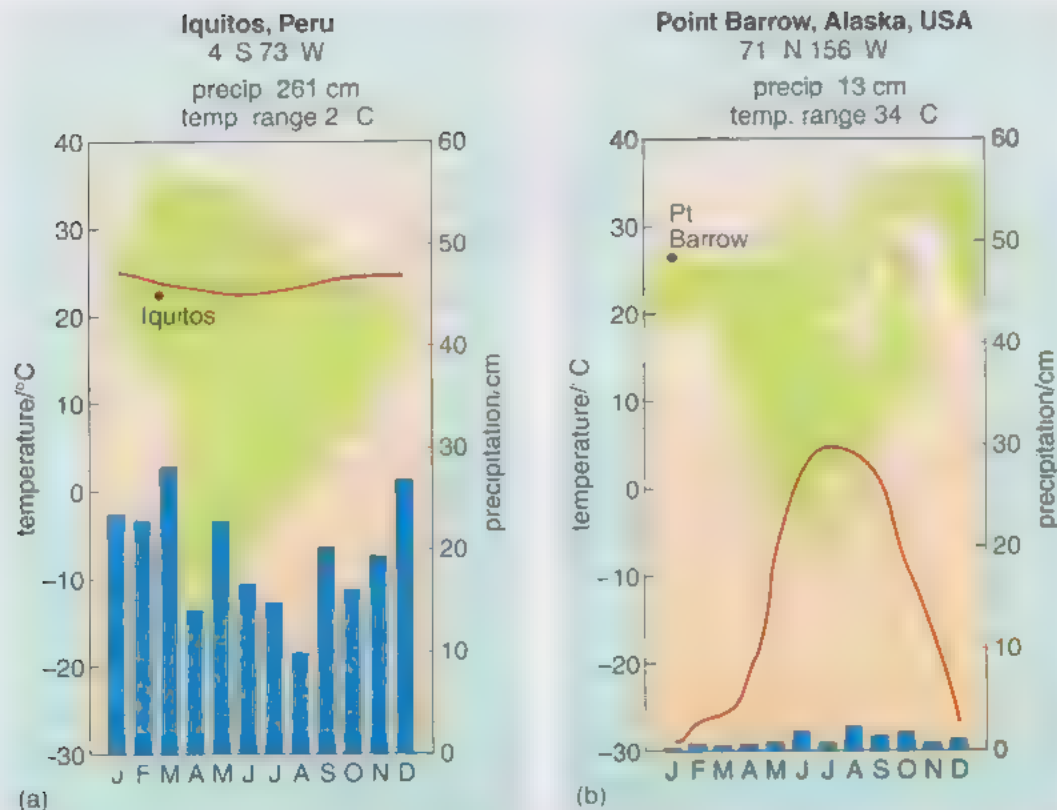 Iquitos, Peru
4 S 73 W
precip 261 cm
temp range 2 C
40
30
20
10
0
-10
-20
-30
temperature/°C
60
50
40
30
20
10
0
precipitation/cm
Iquitos
J F M A M J J A S O N D
(a)
Point Barrow, Alaska, USA
71 N 156 W
precip 13 cm
temp. range 34 C
40
30
20
10
0
-10
-20
-30
temperature/°C
60
50
40
30
20
10
0
precipitation/cm
Pt
Barrow
J F M A M J J A S O N D
(b)